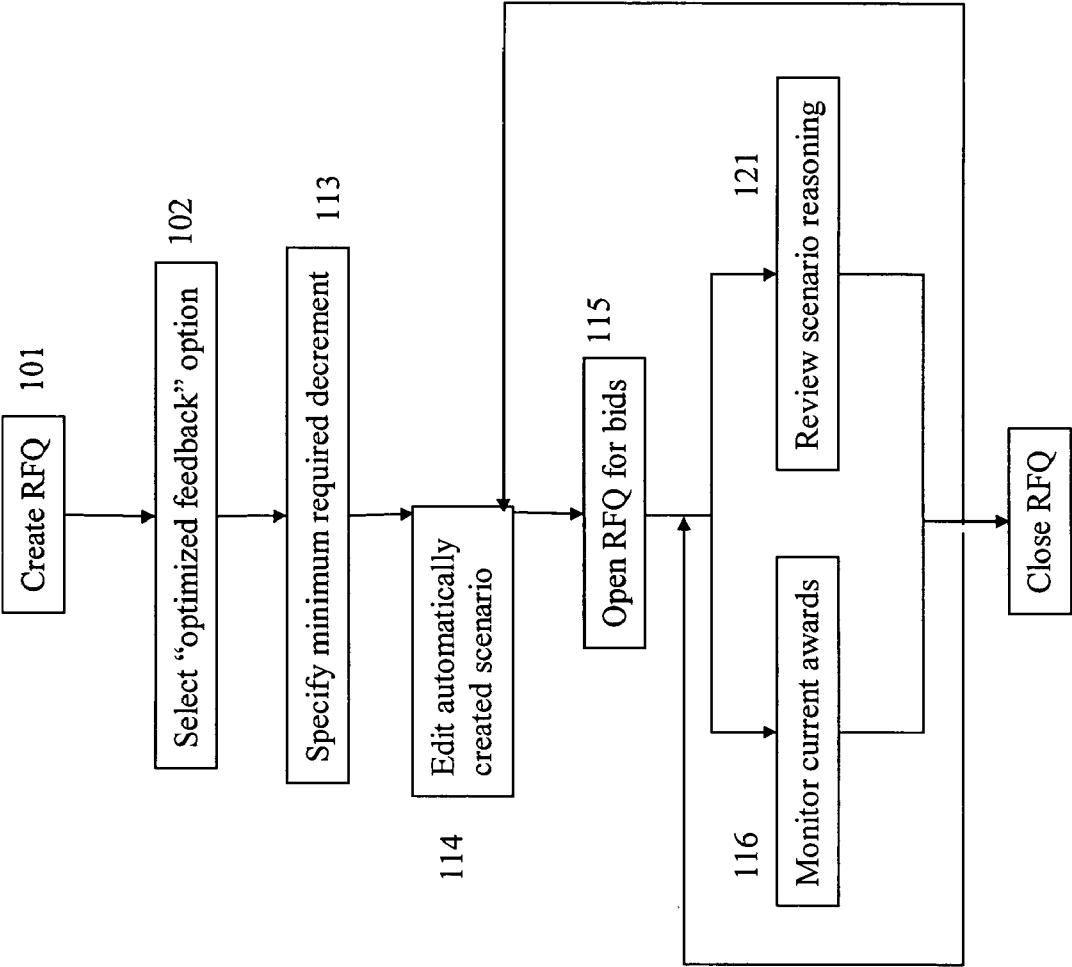 Create RFQ
101
Select “optimized feedback” option
102
Specify minimum required decrement
113
Edit automatically
created scenario
114
Open RFQ for bids
115
Monitor current awards
116
Review scenario reasoning
121
Close RFQ